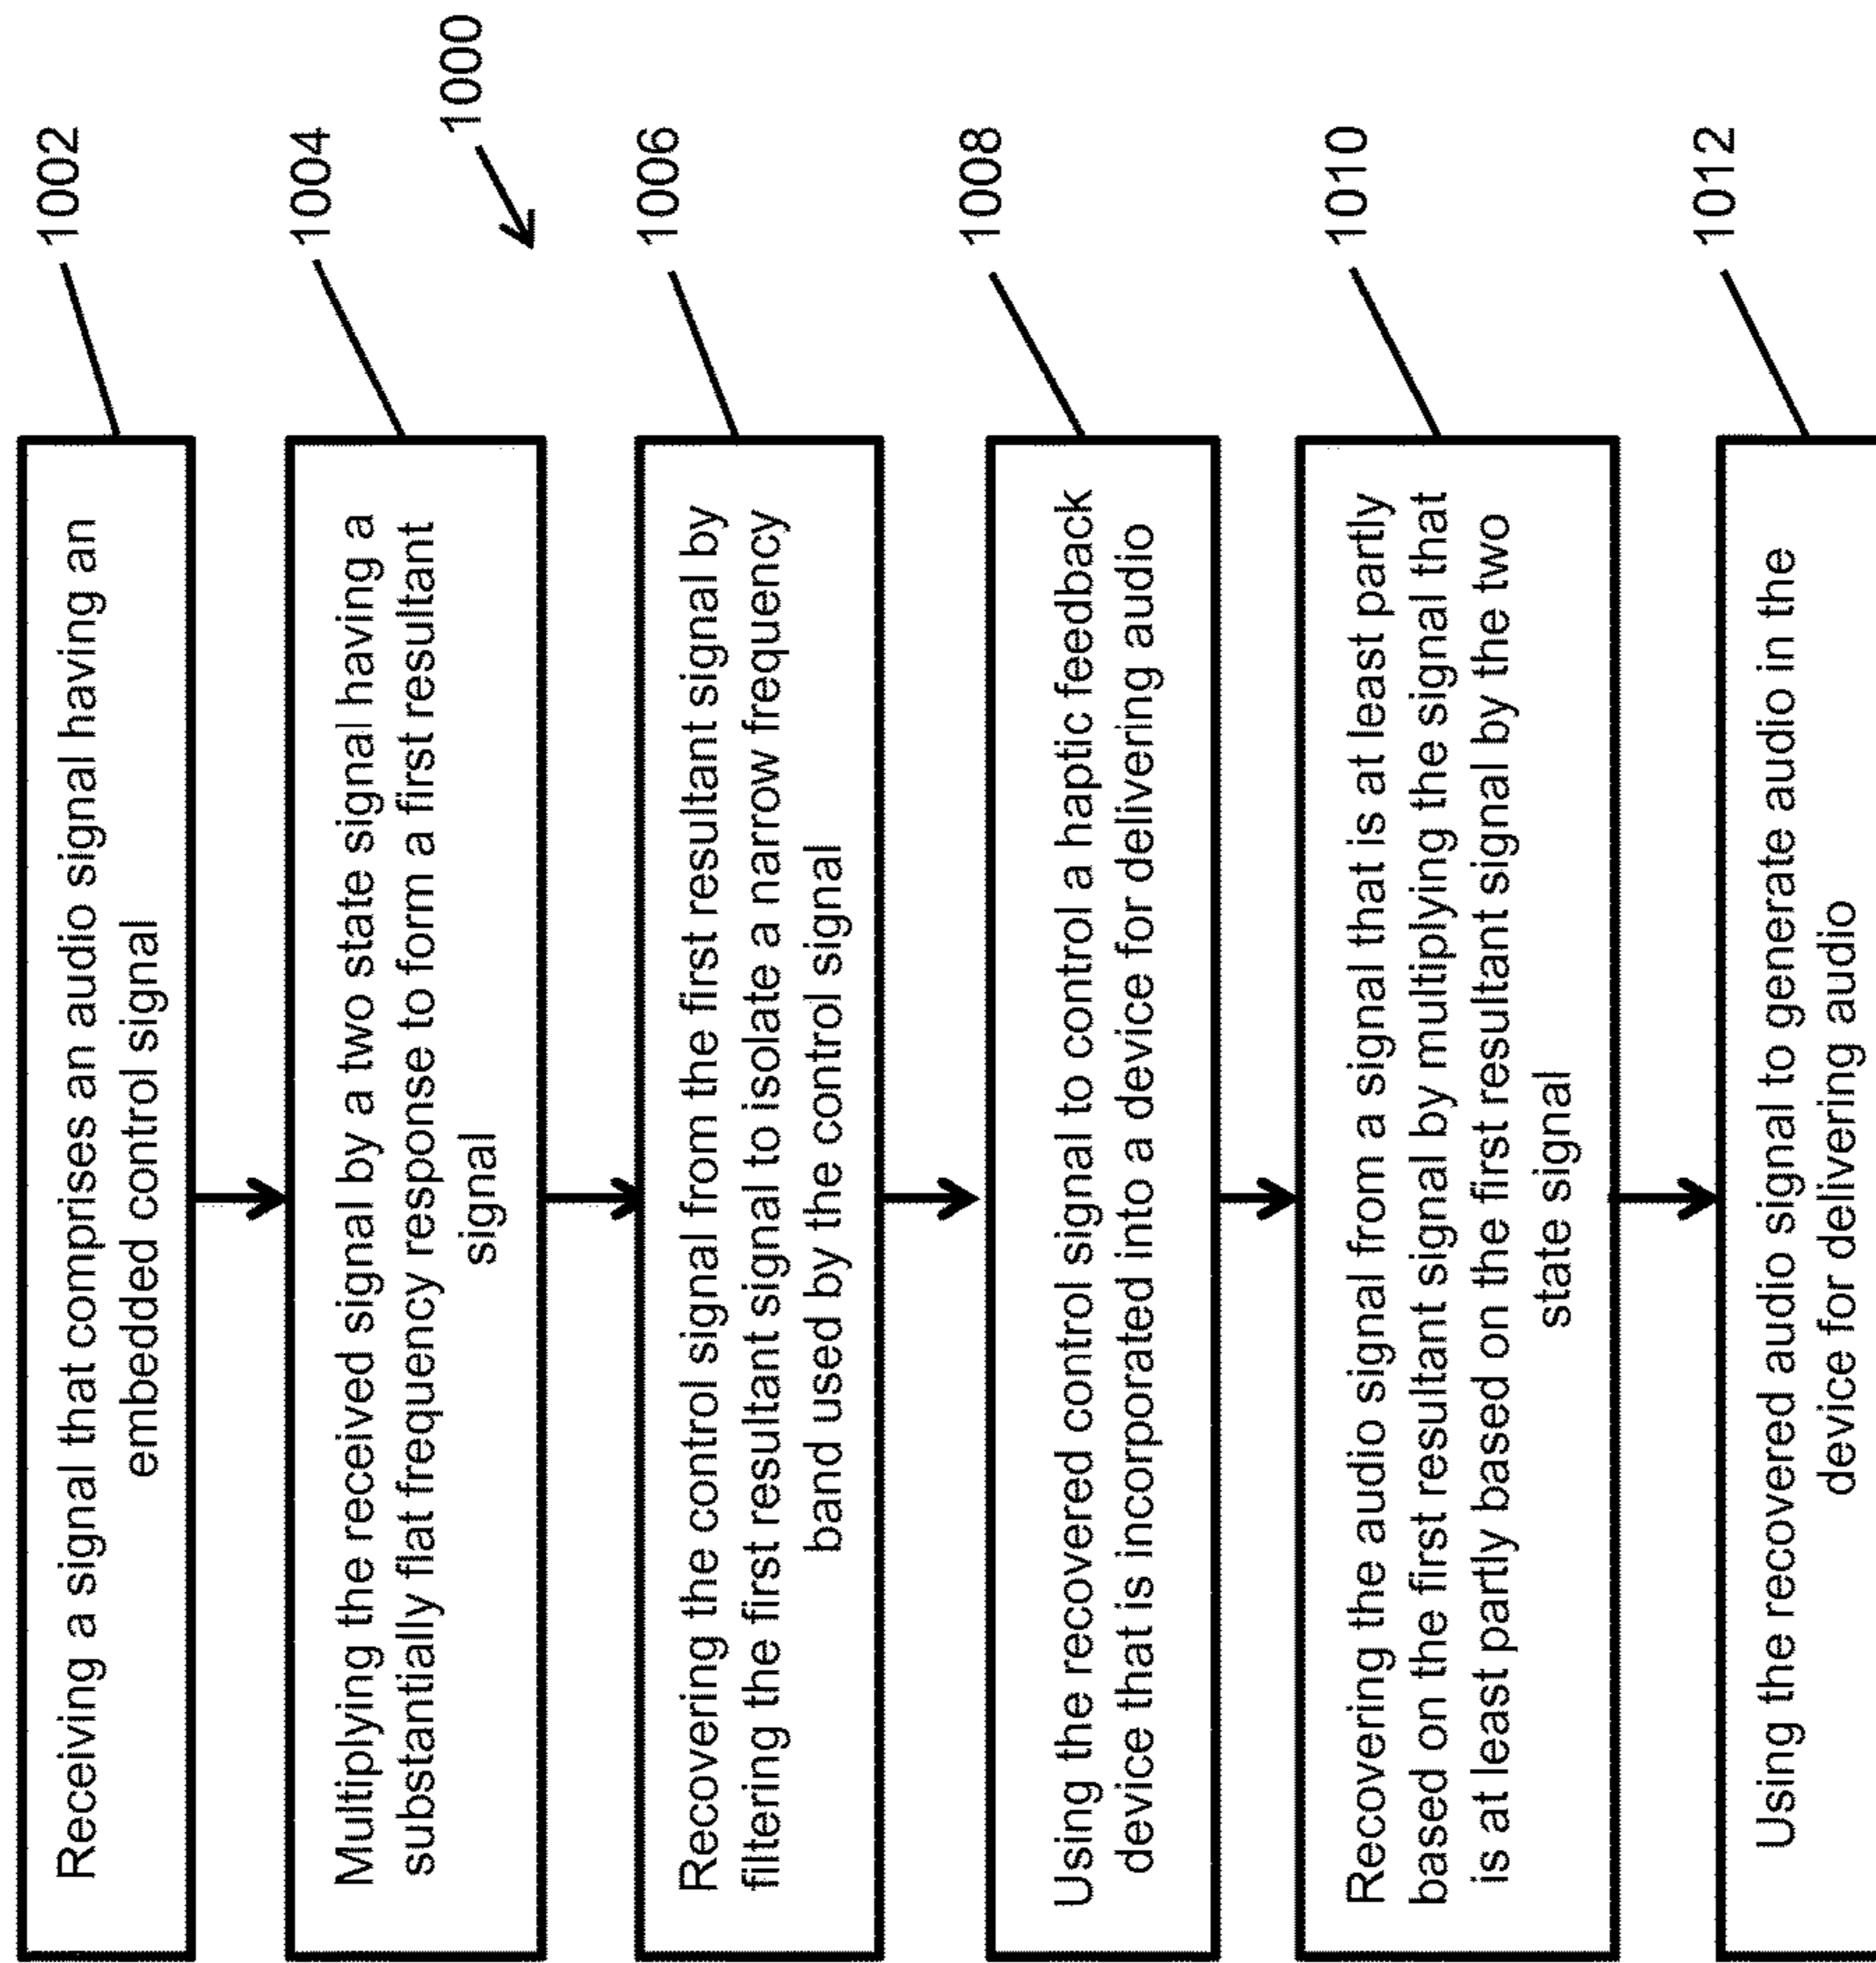 Receiving a signal that comprises an audio signal having an
embedded control signal
1002
Multiplying the received signal by a two state signal having a
substantially flat frequency response to form a first resultant
signal
1004
1000
Recovering the control signal from the first resultant signal by
filtering the first resultant signal to isolate a narrow frequency
band used by the control signal
1006
Using the recovered control signal to control a haptic feedback
device that is incorporated into a device for delivering audio
1008
Recovering the audio signal from a signal that is at least partly
based on the first resultant signal by multiplying the signal that
is at least partly based on the first resultant signal by the two
state signal
1010
Using the recovered audio signal to generate audio in the
device for delivering audio
1012